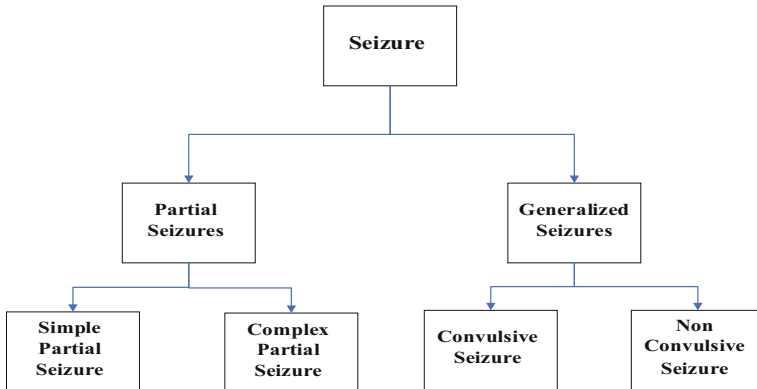 Seizure
Partial
Seizures
Generalized
Seizures
Simple
Partial
Seizure
Complex
Partial
Seizure
Convulsive
Seizure
Non
Convulsive
Seizure